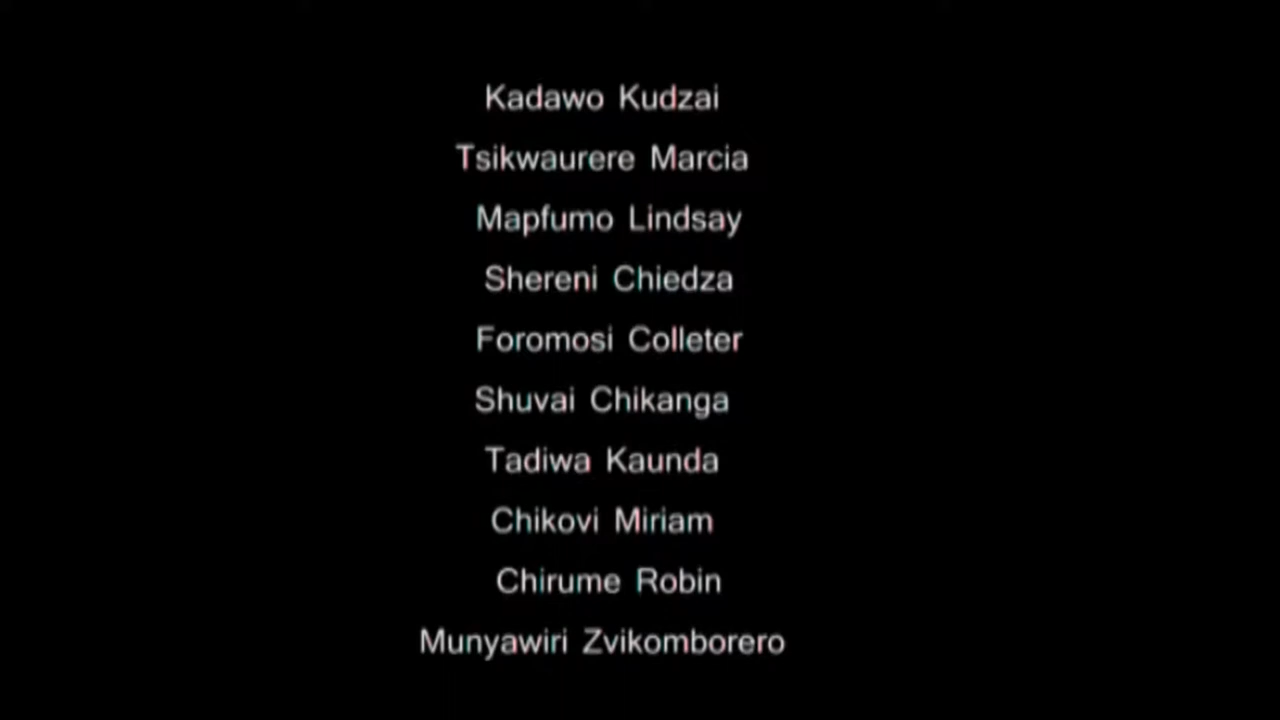 Kadawo Kudzai
Tsikwaurere Marcia
Mapfumo Lindsay
Shereni Chiedza
Foromosi Colleter
Shuvai Chikanga
Tadiwa Kaunda
Chikovi Miriam
Chirume Robin
Munyawiri Zvikomborero